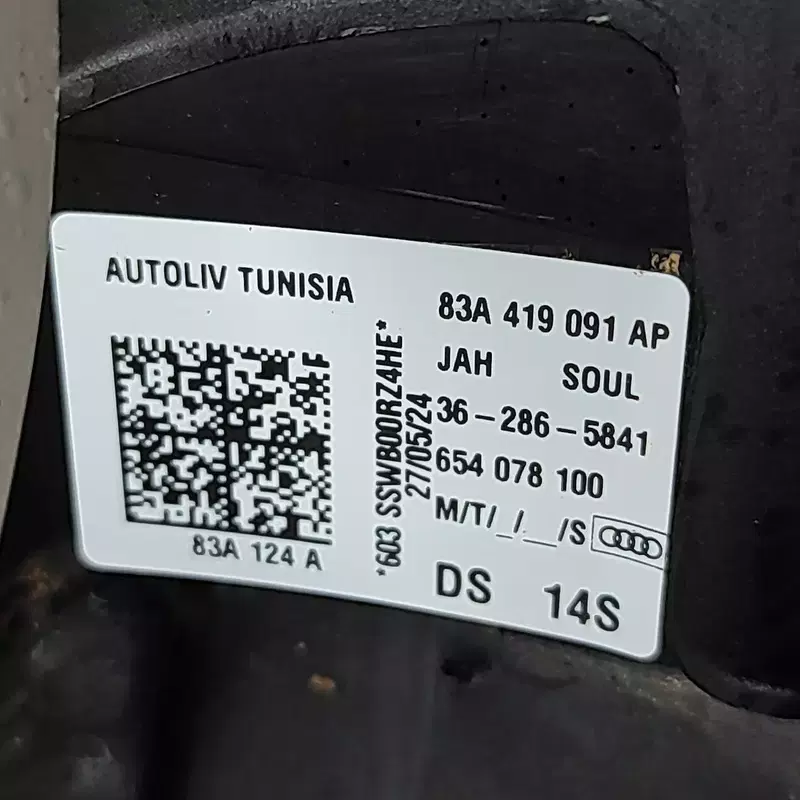 AUTOLIV TUNISIA
83A 124 A
*603 SSWB00RZ4HE*
27/05/24
83A 419 091 AP
JAH SOUL
36-286-5841
654 078 100
M/T/_/__/S
DS 14S